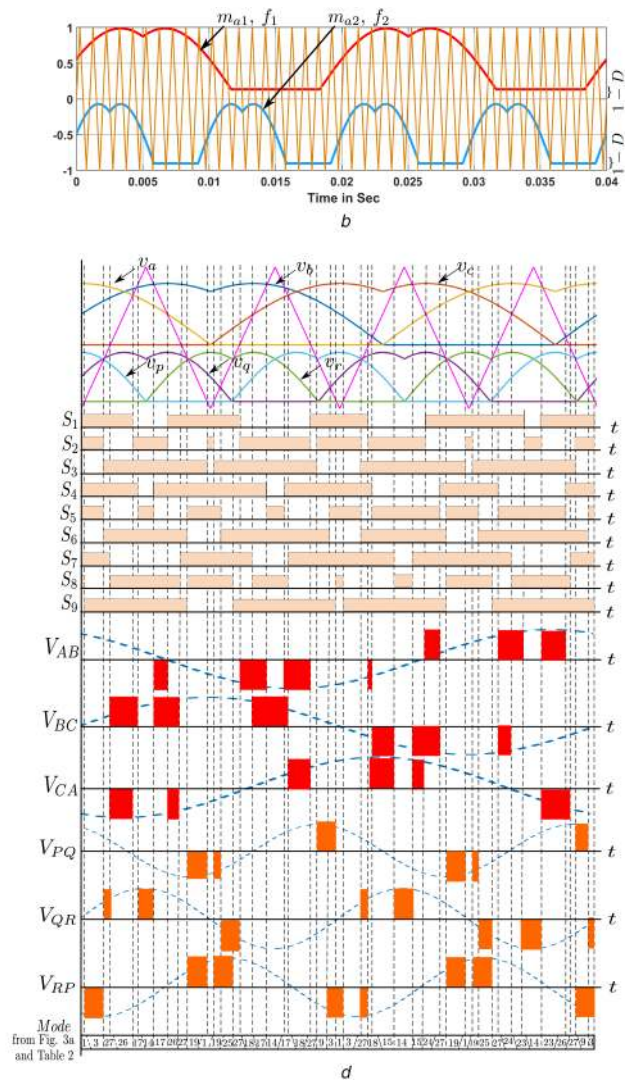 m_{a1}, f_1 m_{a2}, f_2
1
0.5
0
-0.5
-1
} 1 − D
} 1 − D
0 0.005 0.01 0.015 0.02 0.025 0.03 0.035 0.04
Time in Sec
b
v_a v_b v_c
v_p v_q v_r
S_1 t
S_2 t
S_3 t
S_4 t
S_5 t
S_6 t
S_7 t
S_8 t
S_9 t
V_{AB} t
V_{BC} t
V_{CA} t
V_{PQ} t
V_{QR} t
V_{RP} t
Mode
from Fig. 3a
and Table 2
d